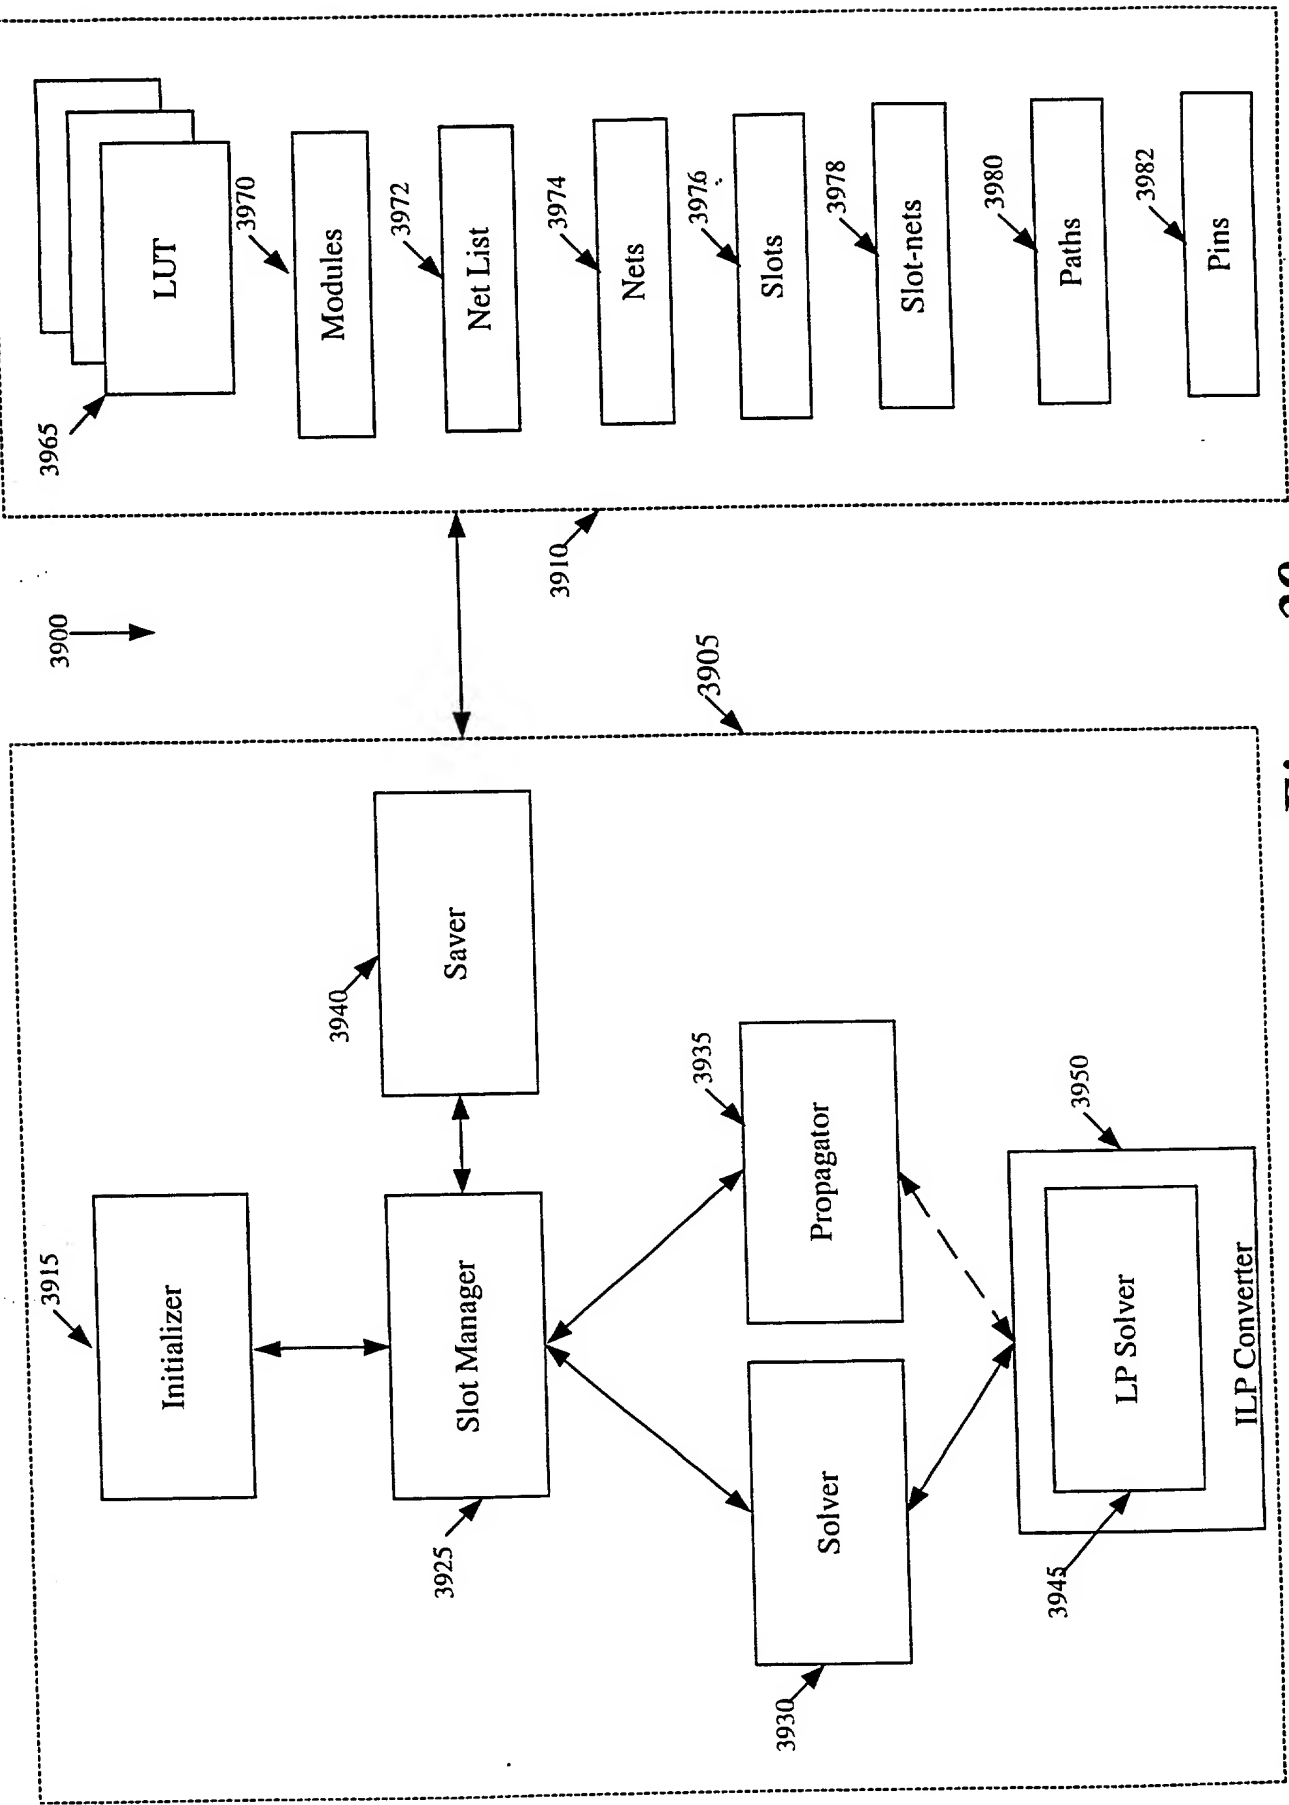 3900
3915
Initializer
3925
Slot Manager
3940
Saver
3930
Solver
3935
Propagator
3945
LP Solver
ILP Converter
3950
3905
3910
3965
LUT
3970
Modules
3972
Net List
3974
Nets
3976
Slots
3978
Slot-nets
3980
Paths
3982
Pins